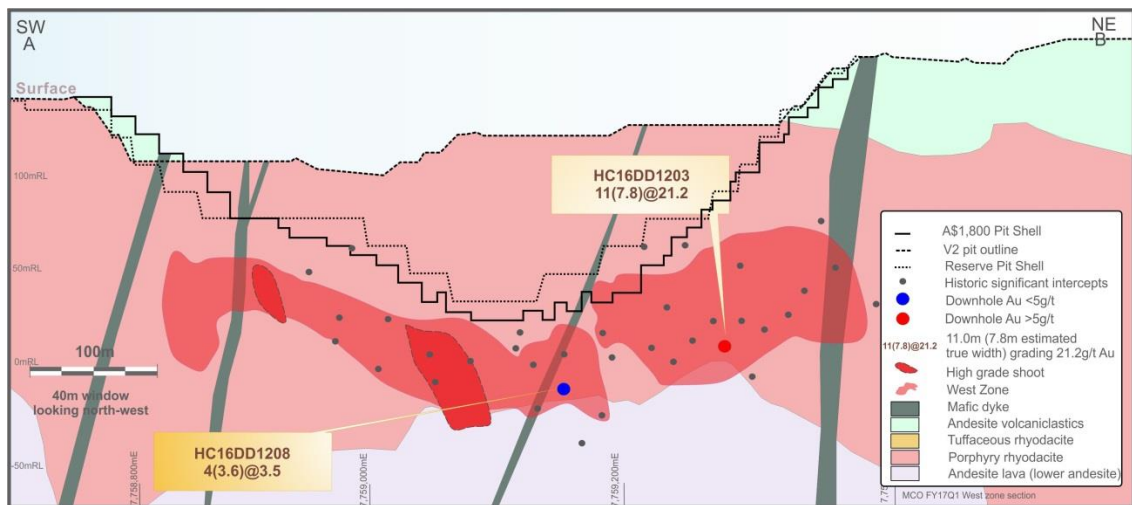 SW
A
NE
B
Surface
100mRL
50mRL
0mRL
-50mRL
HC16DD1203
11(7.8)@21.2
HC16DD1208
4(3.6)@3.5
100m
40m window
looking north-west
7,758,800mE
7,759,000mE
7,759,200mE
A$1,800 Pit Shell
V2 pit outline
Reserve Pit Shell
Historic significant intercepts
Downhole Au <5g/t
Downhole Au >5g/t
11(7.8)@21.2
11.0m (7.8m estimated
true width) grading 21.2g/t Au
High grade shoot
West Zone
Mafic dyke
Andesite volcaniclastics
Tuffaceous rhyodacite
Porphyry rhyodacite
Andesite lava (lower andesite)
MCO FY17Q1 West zone section